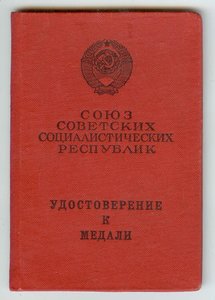 СОЮЗ
СОВЕТСКИХ
СОЦИАЛИСТИЧЕСКИХ
РЕСПУБЛИК
УДОСТОВЕРЕНИЕ
К
МЕДАЛИ